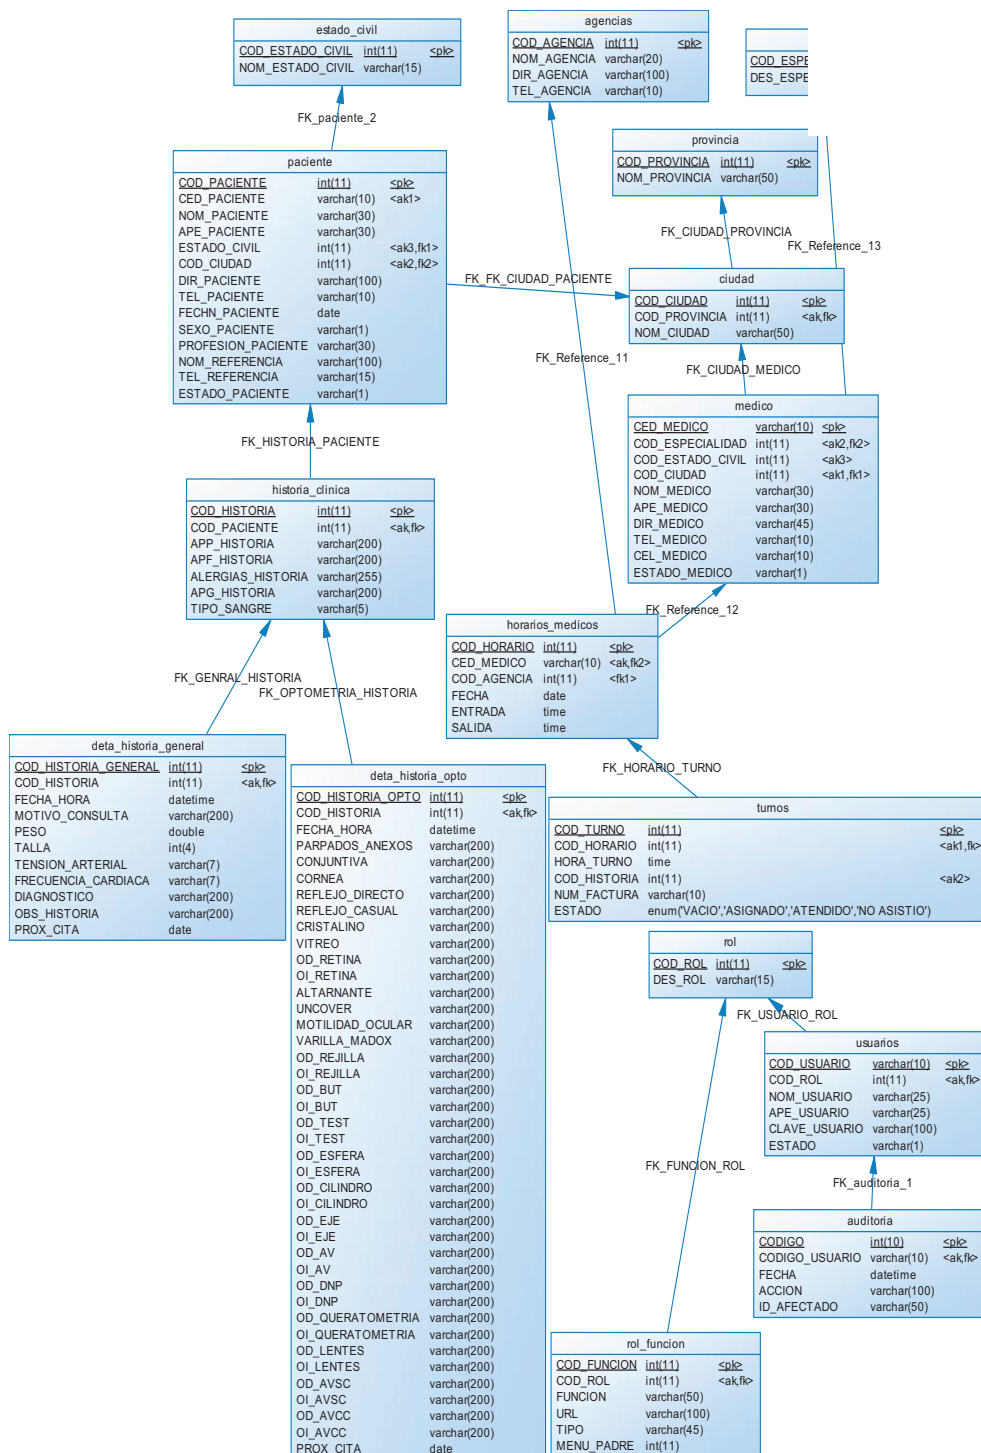 estado_civil
COD_ESTADO_CIVIL int(11) <pk>
NOM_ESTADO_CIVIL varchar(15)
agencias
COD_AGENCIA int(11) <pk>
NOM_AGENCIA varchar(20)
DIR_AGENCIA varchar(100)
TEL_AGENCIA varchar(10)
COD_ESPE
DES_ESPE
FK_paciente_2
provincia
COD_PROVINCIA int(11) <pk>
NOM_PROVINCIA varchar(50)
paciente
COD_PACIENTE int(11) <pk>
CED_PACIENTE varchar(10) <ak1>
NOM_PACIENTE varchar(30)
APE_PACIENTE varchar(30)
ESTADO_CIVIL int(11) <ak3,fk1>
COD_CIUDAD int(11) <ak2,fk2>
DIR_PACIENTE varchar(100)
TEL_PACIENTE varchar(10)
FECHN_PACIENTE date
SEXO_PACIENTE varchar(1)
PROFESION_PACIENTE varchar(30)
NOM_REFERENCIA varchar(100)
TEL_REFERENCIA varchar(15)
ESTADO_PACIENTE varchar(1)
FK_CIUDAD_PROVINCIA
FK_Reference_13
FK_FK_CIUDAD_PACIENTE
ciudad
COD_CIUDAD int(11) <pk>
COD_PROVINCIA int(11) <ak,fk>
NOM_CIUDAD varchar(50)
FK_Reference_11
FK_CIUDAD_MEDICO
medico
CED_MEDICO varchar(10) <pk>
COD_ESPECIALIDAD int(11) <ak2,fk2>
COD_ESTADO_CIVIL int(11) <ak3>
COD_CIUDAD int(11) <ak1,fk1>
NOM_MEDICO varchar(30)
APE_MEDICO varchar(30)
DIR_MEDICO varchar(45)
TEL_MEDICO varchar(10)
CEL_MEDICO varchar(10)
ESTADO_MEDICO varchar(1)
FK_HISTORIA_PACIENTE
historia_clinica
COD_HISTORIA int(11) <pk>
COD_PACIENTE int(11) <ak,fk>
APP_HISTORIA varchar(200)
APF_HISTORIA varchar(200)
ALERGIAS_HISTORIA varchar(255)
APG_HISTORIA varchar(200)
TIPO_SANGRE varchar(5)
FK_Reference_12
horarios_medicos
COD_HORARIO int(11) <pk>
CED_MEDICO varchar(10) <ak,fk2>
COD_AGENCIA int(11) <fk1>
FECHA date
ENTRADA time
SALIDA time
FK_GENRAL_HISTORIA
FK_OPTOMETRIA_HISTORIA
deta_historia_general
COD_HISTORIA_GENERAL int(11) <pk>
COD_HISTORIA int(11) <ak,fk>
FECHA_HORA datetime
MOTIVO_CONSULTA varchar(200)
PESO double
TALLA int(4)
TENSION_ARTERIAL varchar(7)
FRECUENCIA_CARDIACA varchar(7)
DIAGNOSTICO varchar(200)
OBS_HISTORIA varchar(200)
PROX_CITA date
deta_historia_opto
COD_HISTORIA_OPTO int(11) <pk>
COD_HISTORIA int(11) <ak,fk>
FECHA_HORA datetime
PARPADOS_ANEXOS varchar(200)
CONJUNTIVA varchar(200)
CORNEA varchar(200)
REFLEJO_DIRECTO varchar(200)
REFLEJO_CASUAL varchar(200)
CRISTALINO varchar(200)
VITREO varchar(200)
OD_RETINA varchar(200)
OI_RETINA varchar(200)
ALTARNANTE varchar(200)
UNCOVER varchar(200)
MOTILIDAD_OCULAR varchar(200)
VARILLA_MADOX varchar(200)
OD_REJILLA varchar(200)
OI_REJILLA varchar(200)
OD_BUT varchar(200)
OI_BUT varchar(200)
OD_TEST varchar(200)
OI_TEST varchar(200)
OD_ESFERA varchar(200)
OI_ESFERA varchar(200)
OD_CILINDRO varchar(200)
OI_CILINDRO varchar(200)
OD_EJE varchar(200)
OI_EJE varchar(200)
OD_AV varchar(200)
OI_AV varchar(200)
OD_DNP varchar(200)
OI_DNP varchar(200)
OD_QUERATOMETRIA varchar(200)
OI_QUERATOMETRIA varchar(200)
OD_LENTES varchar(200)
OI_LENTES varchar(200)
OD_AVSC varchar(200)
OI_AVSC varchar(200)
OD_AVCC varchar(200)
OI_AVCC varchar(200)
PROX_CITA date
FK_HORARIO_TURNO
turnos
COD_TURNO int(11) <pk>
COD_HORARIO int(11) <ak1,fk>
HORA_TURNO time
COD_HISTORIA int(11) <ak2>
NUM_FACTURA varchar(10)
ESTADO enum('VACIO','ASIGNADO','ATENDIDO','NO ASISTIO')
rol
COD_ROL int(11) <pk>
DES_ROL varchar(15)
FK_USUARIO_ROL
usuarios
COD_USUARIO varchar(10) <pk>
COD_ROL int(11) <ak,fk>
NOM_USUARIO varchar(25)
APE_USUARIO varchar(25)
CLAVE_USUARIO varchar(100)
ESTADO varchar(1)
FK_FUNCION_ROL
FK_auditoria_1
auditoria
CODIGO int(10) <pk>
CODIGO_USUARIO varchar(10) <ak,fk>
FECHA datetime
ACCION varchar(100)
ID_AFECTADO varchar(50)
rol_funcion
COD_FUNCION int(11) <pk>
COD_ROL int(11) <ak,fk>
FUNCION varchar(50)
URL varchar(100)
TIPO varchar(45)
MENU_PADRE int(11)